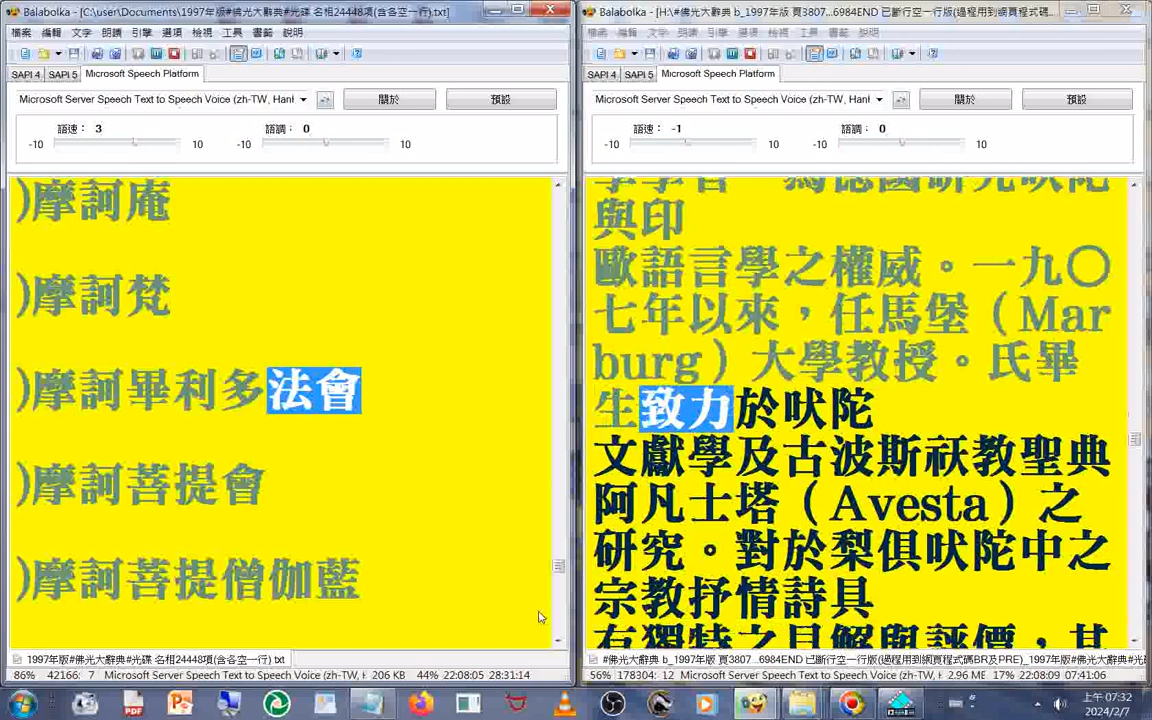 Balabolka - [C:\user\Documents\1997年版#佛光大辭典#光碟 名相24448項(含各空一行).txt]
檔案 編輯 文字 朗讀 引擎 選項 檢視 工具 書籤 說明
SAPI 4 SAPI 5 Microsoft Speech Platform
Microsoft Server Speech Text to Speech Voice (zh-TW, Han 關於 預設
語速： 3 語調： 0
-10 10 -10 10
)摩訶庵
)摩訶梵
)摩訶畢利多法會
)摩訶菩提會
)摩訶菩提僧伽藍
1997年版#佛光大辭典#光碟 名相24448項(含各空一行).txt
86% 42166: 7 Microsoft Server Speech Text to Speech Voice (zh-TW, H 206 KB 44% 22:08:05 28:31:14
Balabolka - [H:\#佛光大辭典 b_1997年版 頁3807...6984END 已斷行空一行版(過程用到網頁程式碼
檔案 編輯 文字 朗讀 引擎 選項 檢視 工具 書籤 說明
SAPI 4 SAPI 5 Microsoft Speech Platform
Microsoft Server Speech Text to Speech Voice (zh-TW, Han 關於 預設
語速： -1 語調： 0
-10 10 -10 10
與印
歐語言學之權威。一九〇
七年以來，任馬堡（Mar
burg）大學教授。氏畢
生致力於吠陀
文獻學及古波斯祆教聖典
阿凡士塔（Avesta）之
研究。對於梨俱吠陀中之
宗教抒情詩具
有獨特之見解與評價，其
#佛光大辭典 b_1997年版 頁3807...6984END 已斷行空一行版(過程用到網頁程式碼BR及PRE)_1997年版#佛光大辭典#光
56% 178304: 12 Microsoft Server Speech Text to Speech Voice (zh-TW, H 2.96 ME 17% 22:08:09 07:41:06
上午 07:32
2024/2/7